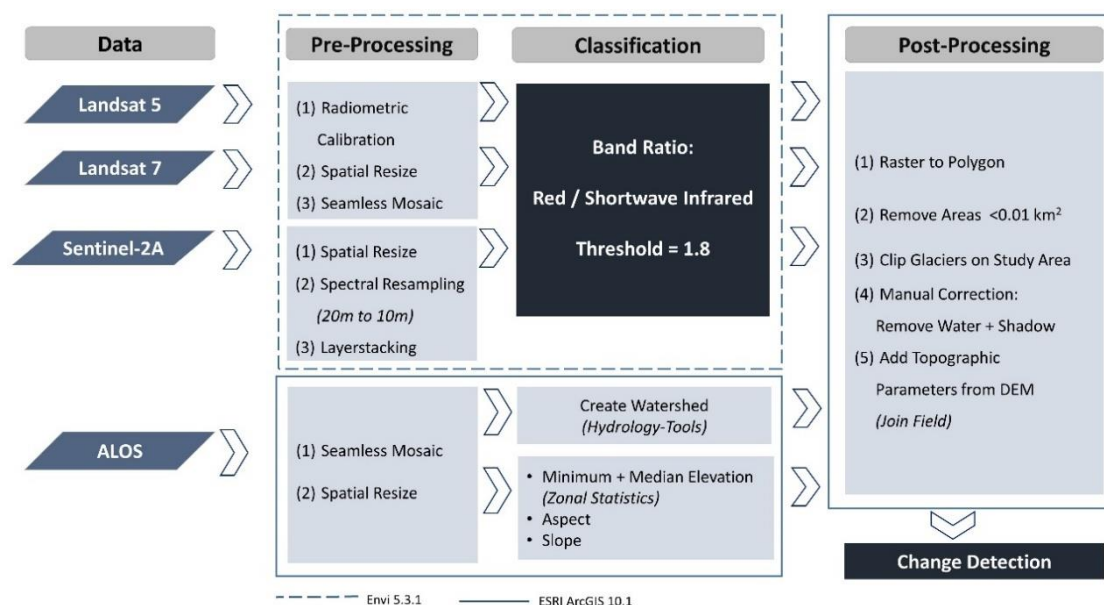 Data
Pre-Processing
Classification
Post-Processing
Landsat 5
Landsat 7
Sentinel-2A
ALOS
(1) Radiometric
Calibration
(2) Spatial Resize
(3) Seamless Mosaic
(1) Spatial Resize
(2) Spectral Resampling
(20m to 10m)
(3) Layerstacking
Band Ratio:
Red / Shortwave Infrared
Threshold = 1.8
(1) Seamless Mosaic
(2) Spatial Resize
Create Watershed
(Hydrology-Tools)
• Minimum + Median Elevation
(Zonal Statistics)
• Aspect
• Slope
(1) Raster to Polygon
(2) Remove Areas <0.01 km²
(3) Clip Glaciers on Study Area
(4) Manual Correction:
Remove Water + Shadow
(5) Add Topographic
Parameters from DEM
(Join Field)
Change Detection
Envi 5.3.1
ESRI ArcGIS 10.1